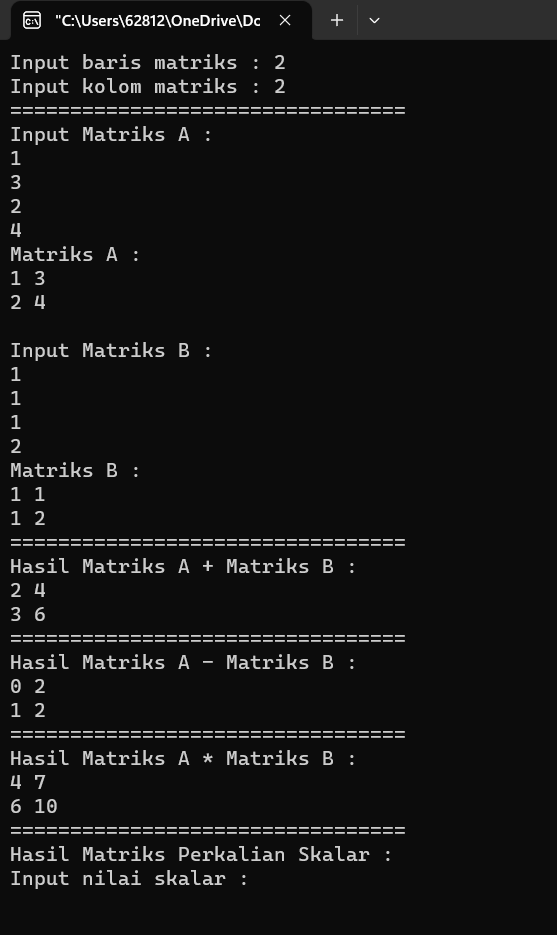 "C:\Users\62812\OneDrive\Dc
Input baris matriks : 2
Input kolom matriks : 2
=================================
Input Matriks A :
1
3
2
4
Matriks A :
1 3
2 4
Input Matriks B :
1
1
1
2
Matriks B :
1 1
1 2
=================================
Hasil Matriks A + Matriks B :
2 4
3 6
=================================
Hasil Matriks A - Matriks B :
0 2
1 2
=================================
Hasil Matriks A * Matriks B :
4 7
6 10
=================================
Hasil Matriks Perkalian Skalar :
Input nilai skalar :